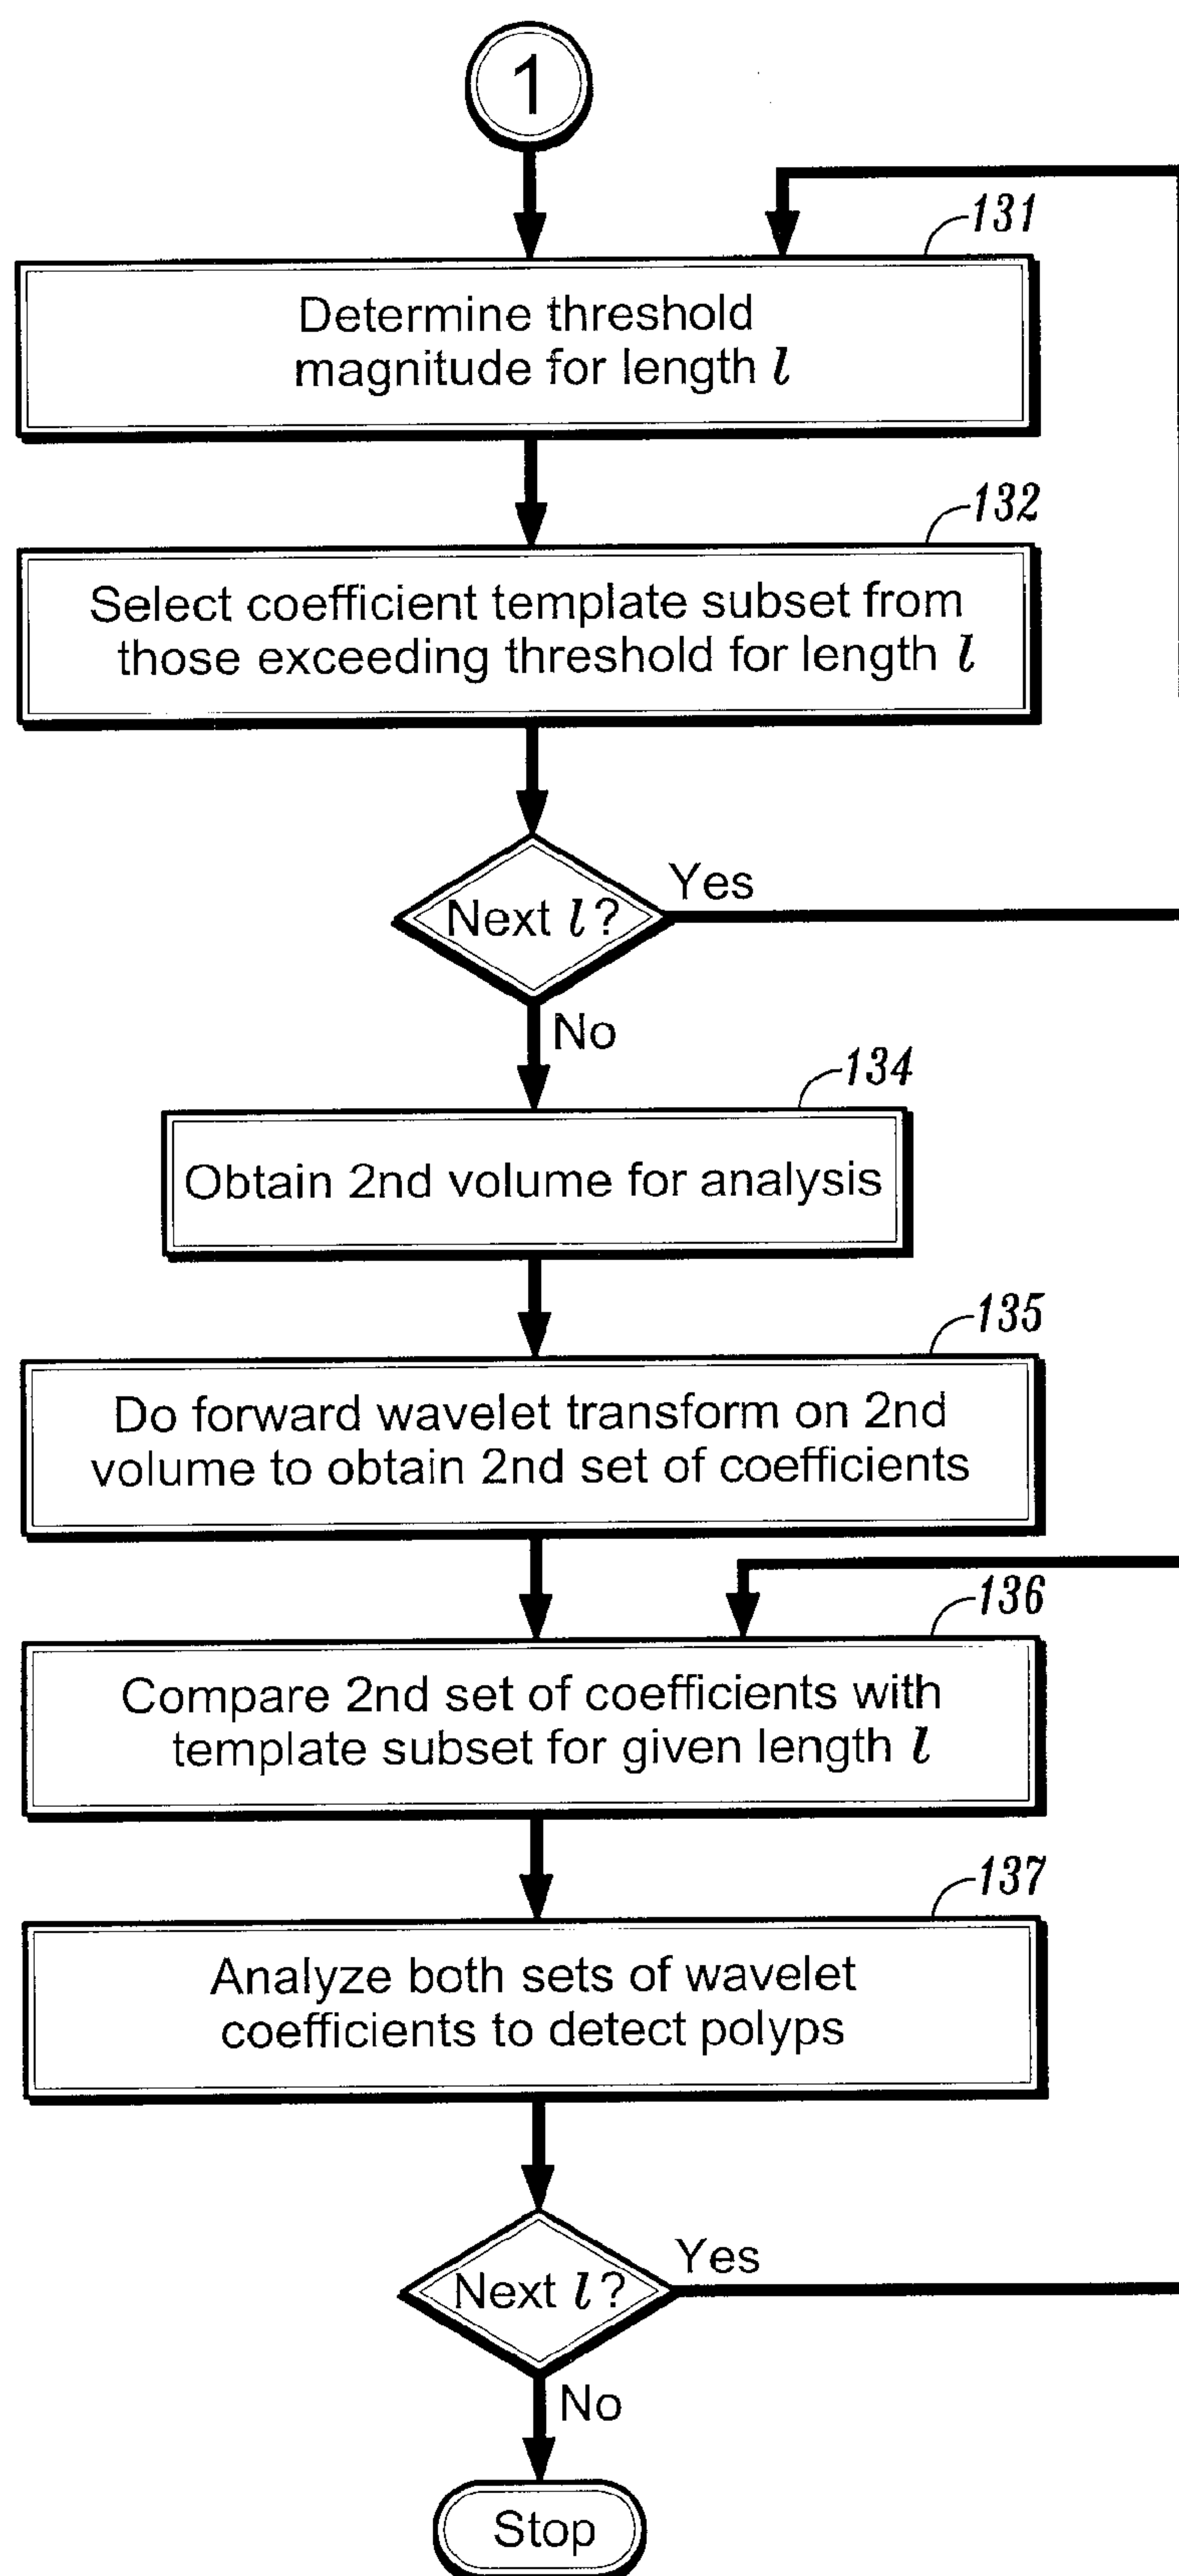 1
131
Determine threshold
magnitude for length l
132
Select coefficient template subset from
those exceeding threshold for length l
Next l?
Yes
No
134
Obtain 2nd volume for analysis
135
Do forward wavelet transform on 2nd
volume to obtain 2nd set of coefficients
136
Compare 2nd set of coefficients with
template subset for given length l
137
Analyze both sets of wavelet
coefficients to detect polyps
Next l?
Yes
No
Stop